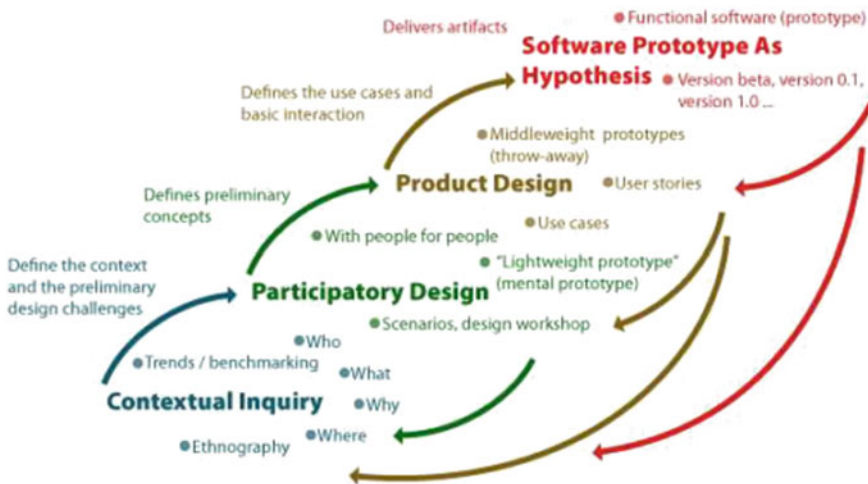 Functional software (prototype)
Delivers artifacts
Software Prototype As
Hypothesis
Version beta, version 0.1,
version 1.0 ...
Defines the use cases and
basic interaction
Middleweight prototypes
(throw-away)
Product Design
User stories
Defines preliminary
concepts
Use cases
With people for people
"Lightweight prototype"
(mental prototype)
Define the context
and the preliminary
design challenges
Participatory Design
Scenarios, design workshop
Who
Trends / benchmarking
What
Contextual Inquiry
Why
Where
Ethnography